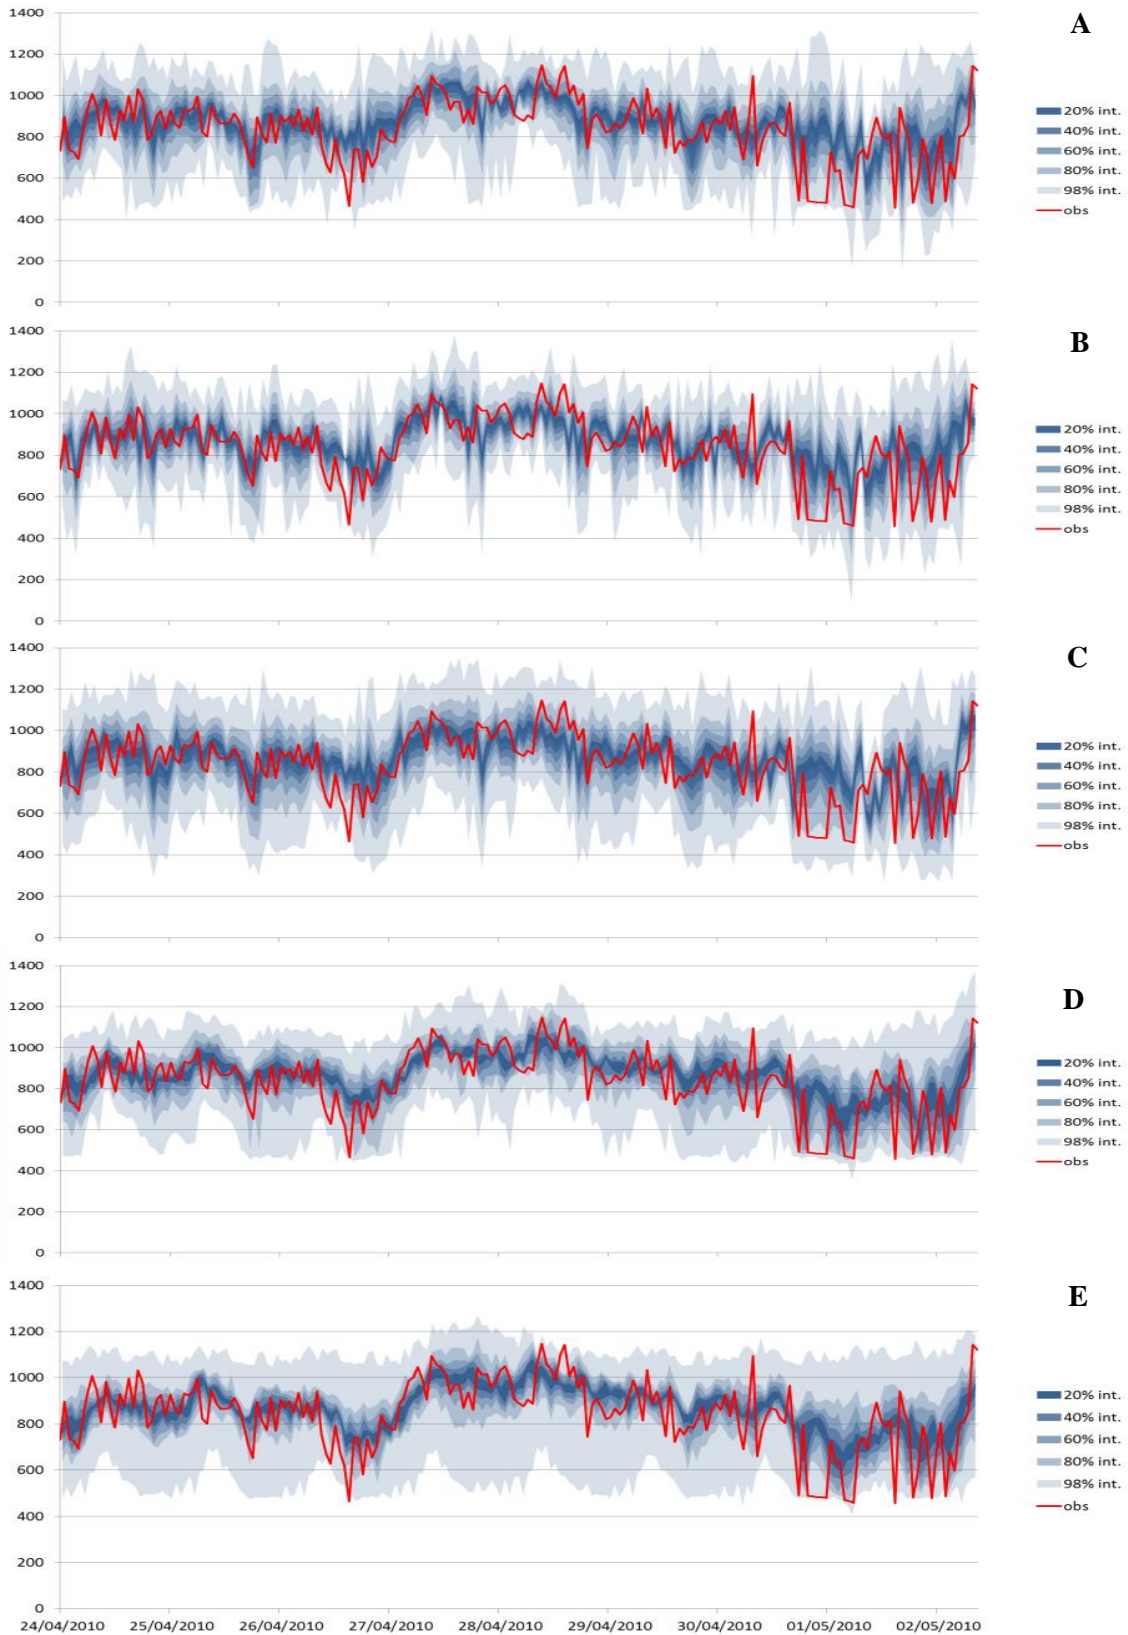 A
1400
1200
1000
800
600
400
200
0
20% int.
40% int.
60% int.
80% int.
98% int.
obs
B
1400
1200
1000
800
600
400
200
0
20% int.
40% int.
60% int.
80% int.
98% int.
obs
C
1400
1200
1000
800
600
400
200
0
20% int.
40% int.
60% int.
80% int.
98% int.
obs
D
1400
1200
1000
800
600
400
200
0
20% int.
40% int.
60% int.
80% int.
98% int.
obs
E
1400
1200
1000
800
600
400
200
0
20% int.
40% int.
60% int.
80% int.
98% int.
obs
24/04/2010 25/04/2010 26/04/2010 27/04/2010 28/04/2010 29/04/2010 30/04/2010 01/05/2010 02/05/2010